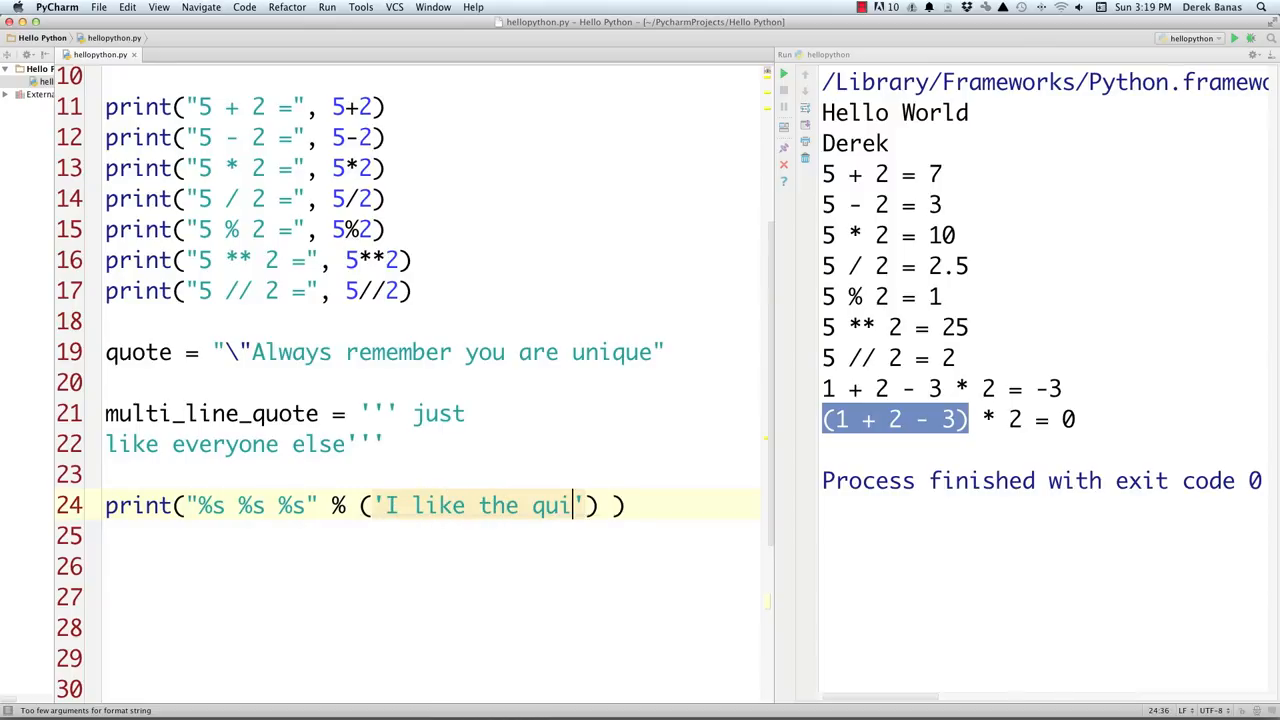 PyCharm File Edit View Navigate Code Refactor Run Tools VCS Window Help 10 Sun 3:19 PM Derek Banas
hellopython.py – Hello Python – [~/PycharmProjects/Hello Python]
Hello Python hellopython.py hellopython
hellopython.py
Run hellopython
Hello P
hell
Externa
10
11 print("5 + 2 =", 5+2)
12 print("5 - 2 =", 5-2)
13 print("5 * 2 =", 5*2)
14 print("5 / 2 =", 5/2)
15 print("5 % 2 =", 5%2)
16 print("5 ** 2 =", 5**2)
17 print("5 // 2 =", 5//2)
18
19 quote = "\"Always remember you are unique"
20
21 multi_line_quote = ''' just
22 like everyone else'''
23
24 print("%s %s %s" % ('I like the qui') )
25
26
27
28
29
30
/Library/Frameworks/Python.framewo
Hello World
Derek
5 + 2 = 7
5 - 2 = 3
5 * 2 = 10
5 / 2 = 2.5
5 % 2 = 1
5 ** 2 = 25
5 // 2 = 2
1 + 2 - 3 * 2 = -3
(1 + 2 - 3) * 2 = 0
Process finished with exit code 0
Too few arguments for format string 24:36 LF UTF-8